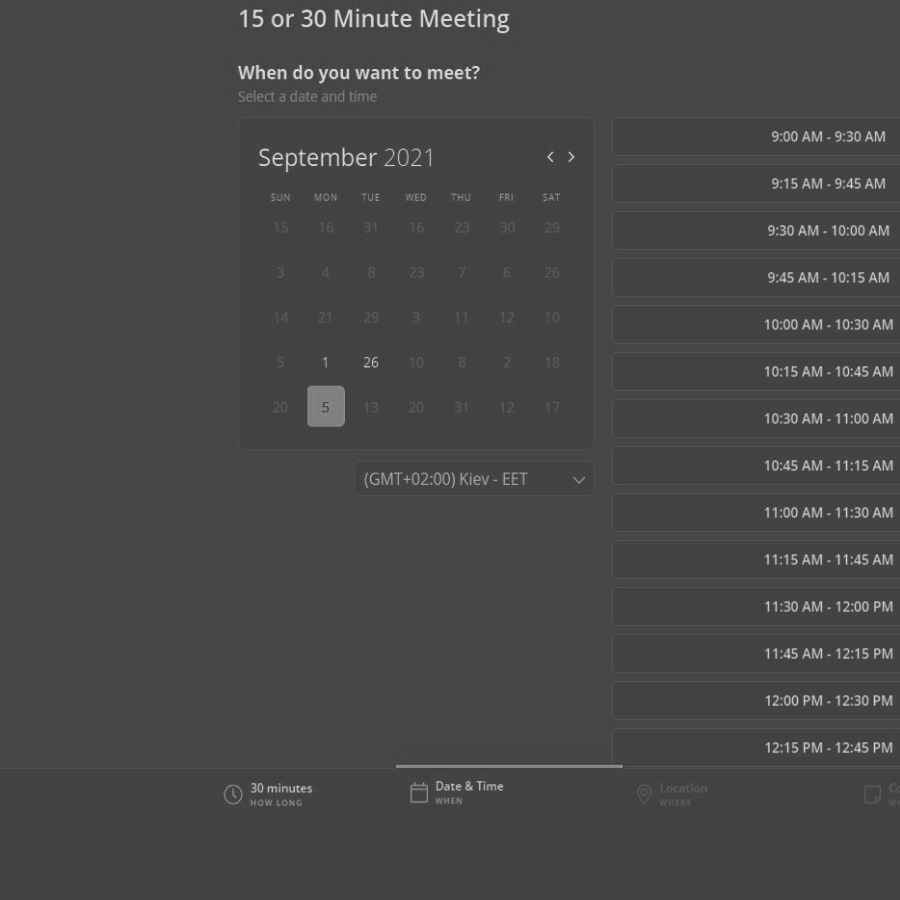 15 or 30 Minute Meeting
When do you want to meet?
Select a date and time
September 2021
SUN MON TUE WED THU FRI SAT
15 16 31 16 23 30 29
3 4 8 23 7 6 26
14 21 29 3 11 12 10
5 1 26 10 8 2 18
20 5 13 20 31 12 17
(GMT+02:00) Kiev - EET
9:00 AM - 9:30 AM
9:15 AM - 9:45 AM
9:30 AM - 10:00 AM
9:45 AM - 10:15 AM
10:00 AM - 10:30 AM
10:15 AM - 10:45 AM
10:30 AM - 11:00 AM
10:45 AM - 11:15 AM
11:00 AM - 11:30 AM
11:15 AM - 11:45 AM
11:30 AM - 12:00 PM
11:45 AM - 12:15 PM
12:00 PM - 12:30 PM
12:15 PM - 12:45 PM
30 minutes
HOW LONG
Date & Time
WHEN
Location
WHERE